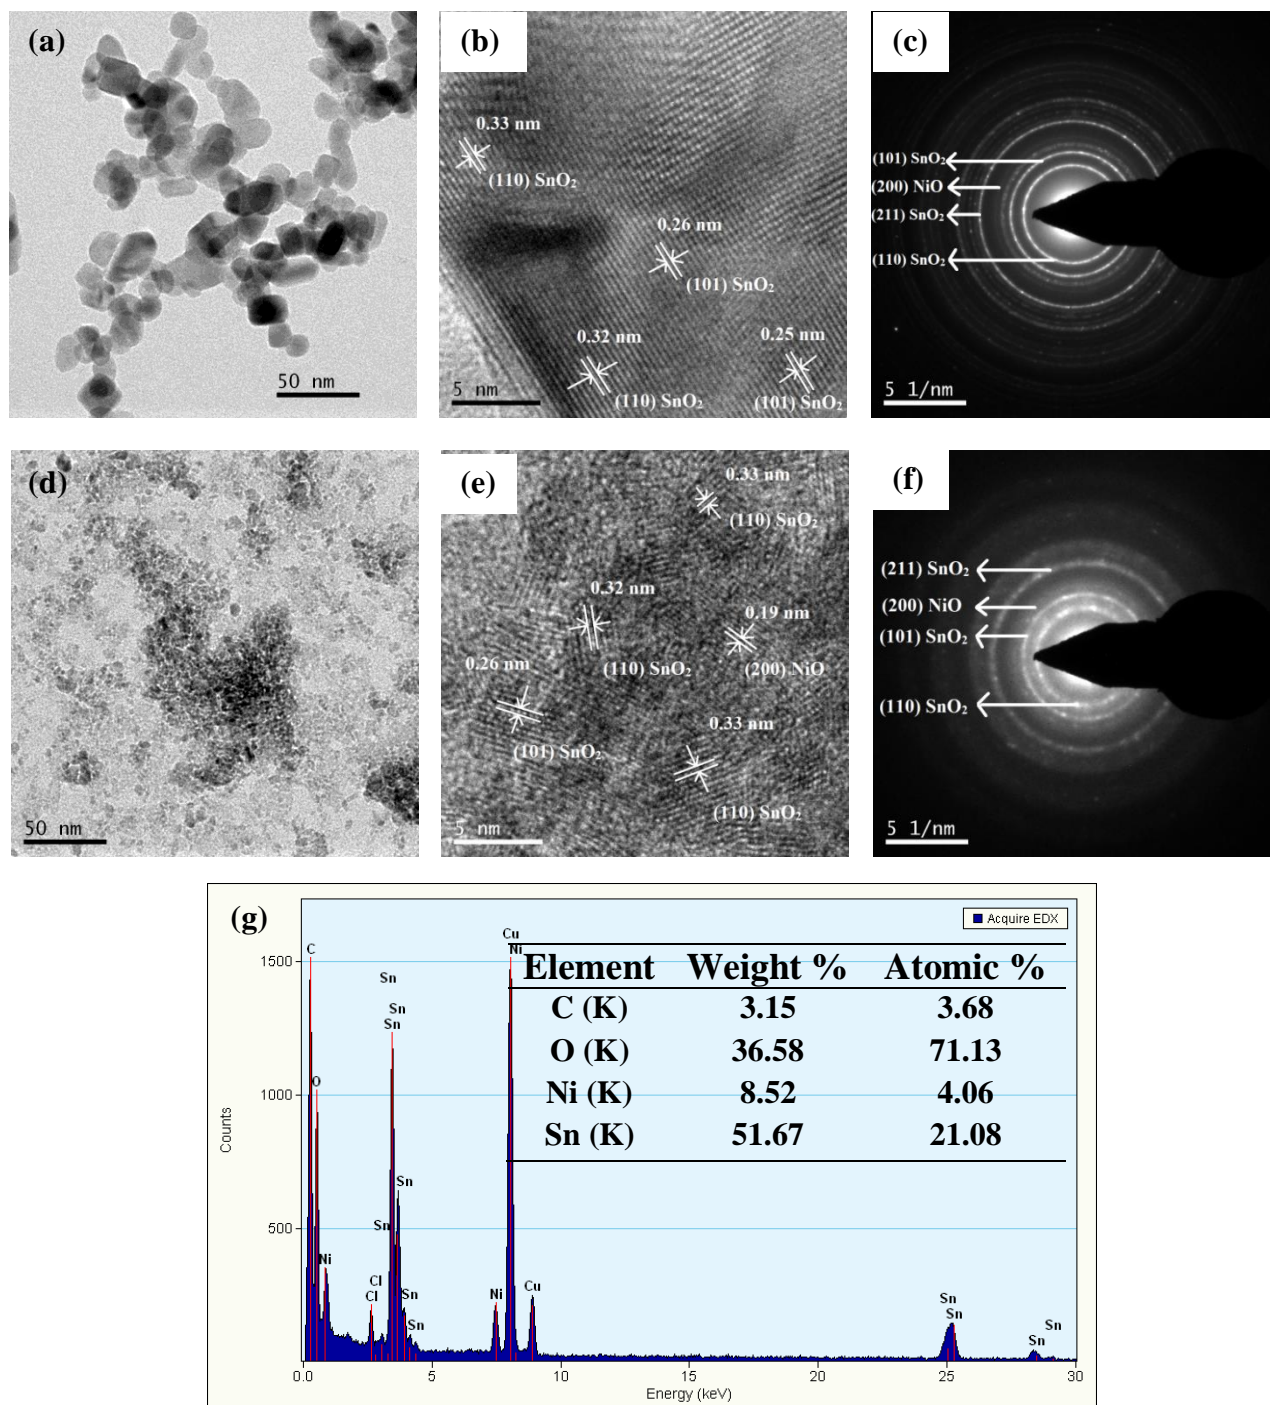 (a)
50 nm
(b)
0.33 nm
(110) SnO₂
0.26 nm
(101) SnO₂
0.32 nm
(110) SnO₂
0.25 nm
(101) SnO₂
5 nm
(c)
(101) SnO₂
(200) NiO
(211) SnO₂
(110) SnO₂
5 1/nm
(d)
50 nm
(e)
0.33 nm
(110) SnO₂
0.32 nm
(110) SnO₂
0.19 nm
(200) NiO
0.26 nm
(101) SnO₂
0.33 nm
(110) SnO₂
5 nm
(f)
(211) SnO₂
(200) NiO
(101) SnO₂
(110) SnO₂
5 1/nm
(g)
Acquire EDX
Element Weight % Atomic %
C (K) 3.15 3.68
O (K) 36.58 71.13
Ni (K) 8.52 4.06
Sn (K) 51.67 21.08
Counts
1500
1000
500
C
O
Ni
Cl
Cl
Sn
Sn
Sn
Sn
Sn
Sn
Sn
Cu
Ni
Ni
Cu
Sn
Sn
Sn
Sn
0.0 5 10 15 20 25 30
Energy (keV)